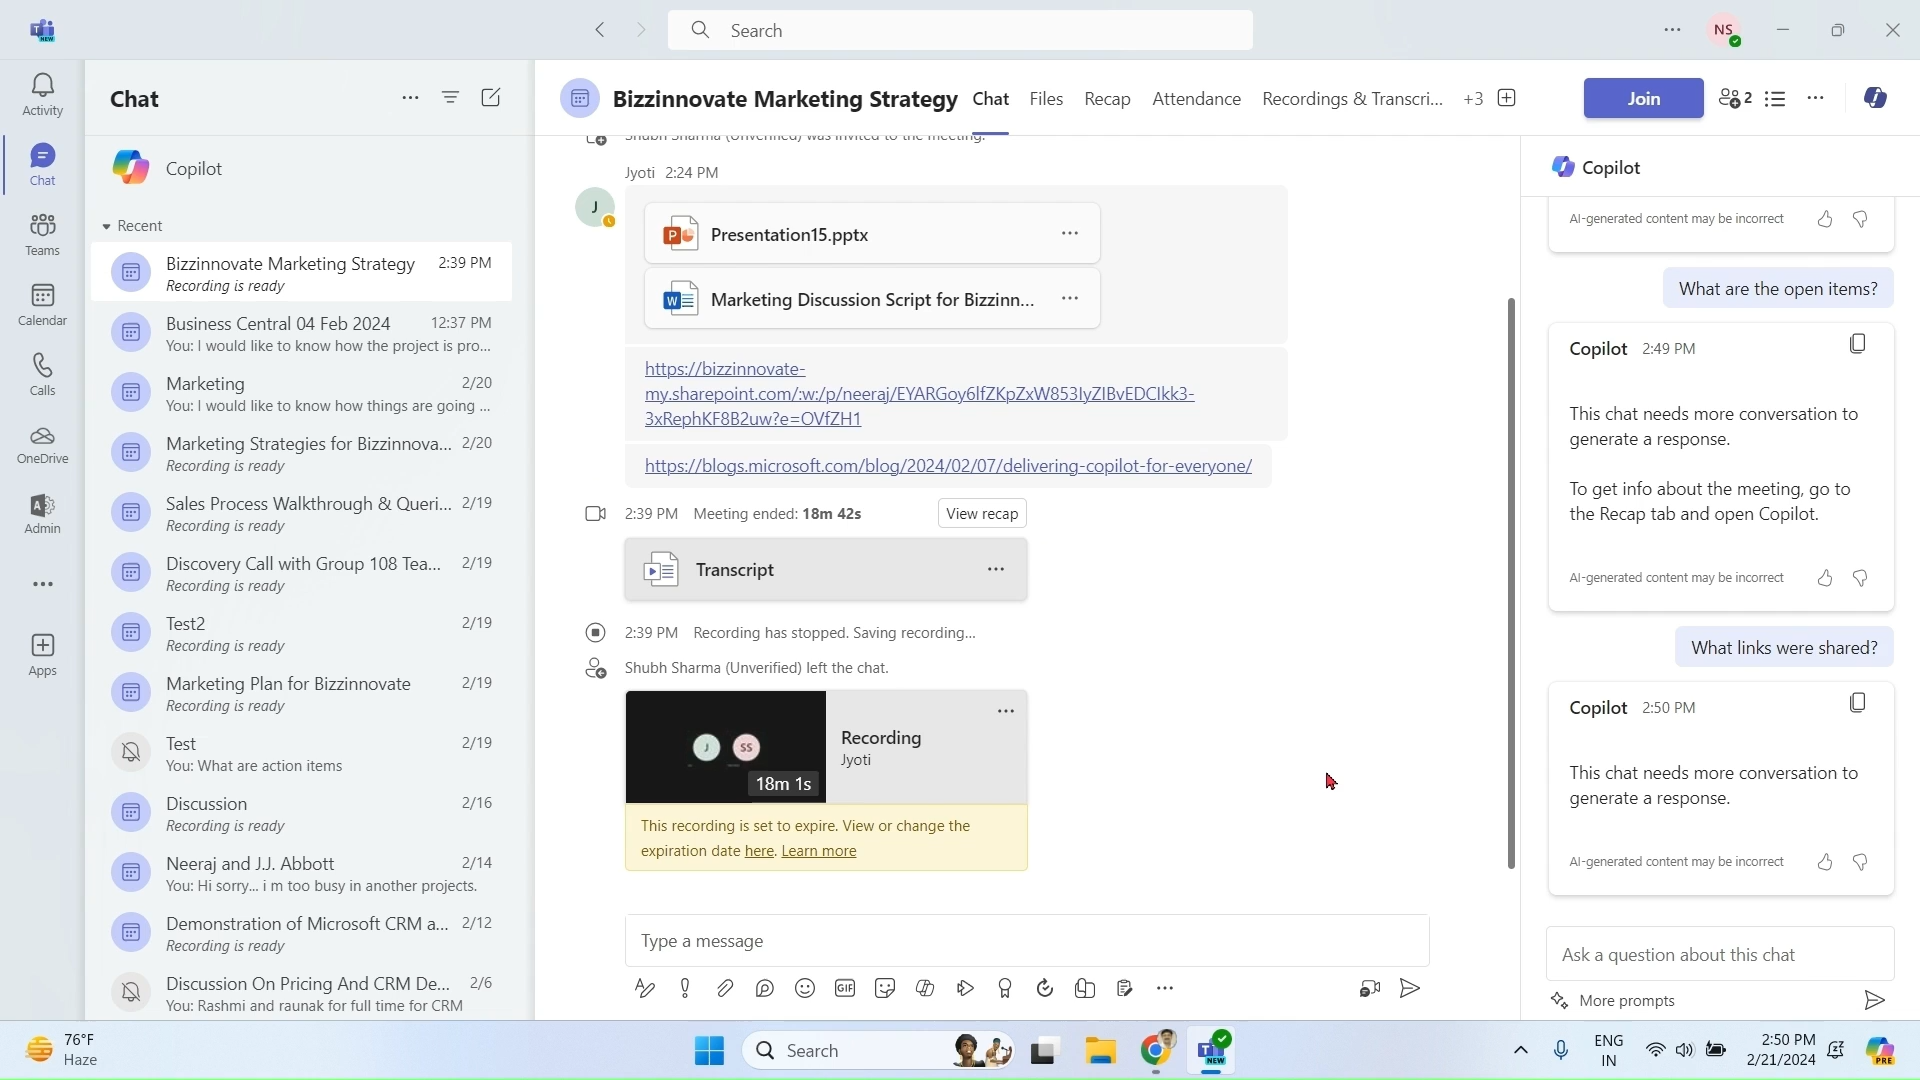 NEW
Search
NS
Activity
Chat
Teams
Calendar
Calls
OneDrive
Admin
Apps
Chat
Copilot
Recent
Bizzinnovate Marketing Strategy 2:39 PM
Recording is ready
Business Central 04 Feb 2024 12:37 PM
You: I would like to know how the project is pro...
Marketing 2/20
You: I would like to know how things are going ...
Marketing Strategies for Bizzinnova... 2/20
Recording is ready
Sales Process Walkthrough & Queri... 2/19
Recording is ready
Discovery Call with Group 108 Tea... 2/19
Recording is ready
Test2 2/19
Recording is ready
Marketing Plan for Bizzinnovate 2/19
Recording is ready
Test 2/19
You: What are action items
Discussion 2/16
Recording is ready
Neeraj and J.J. Abbott 2/14
You: Hi sorry... i m too busy in another projects.
Demonstration of Microsoft CRM a... 2/12
Recording is ready
Discussion On Pricing And CRM De... 2/6
You: Rashmi and raunak for full time for CRM
Bizzinnovate Marketing Strategy Chat Files Recap Attendance Recordings & Transcri... +3 Join 2
Shubh Sharma (Unverified) was invited to the meeting.
Jyoti 2:24 PM
J
Presentation15.pptx
Marketing Discussion Script for Bizzinn...
https://bizzinnovate-
my.sharepoint.com/:w:/p/neeraj/EYARGoy6lfZKpZxW853IyZIBvEDCIkk3-
3xRephKF8B2uw?e=OVfZH1
https://blogs.microsoft.com/blog/2024/02/07/delivering-copilot-for-everyone/
2:39 PM Meeting ended: 18m 42s View recap
Transcript
2:39 PM Recording has stopped. Saving recording...
Shubh Sharma (Unverified) left the chat.
J SS
18m 1s
Recording
Jyoti
This recording is set to expire. View or change the
expiration date here. Learn more
Type a message
GIF
Copilot
AI-generated content may be incorrect
What are the open items?
Copilot 2:49 PM
This chat needs more conversation to
generate a response.
To get info about the meeting, go to
the Recap tab and open Copilot.
AI-generated content may be incorrect
What links were shared?
Copilot 2:50 PM
This chat needs more conversation to
generate a response.
AI-generated content may be incorrect
Ask a question about this chat
More prompts
76°F
Haze
Search
NEW
ENG
IN
2:50 PM
2/21/2024
PRE